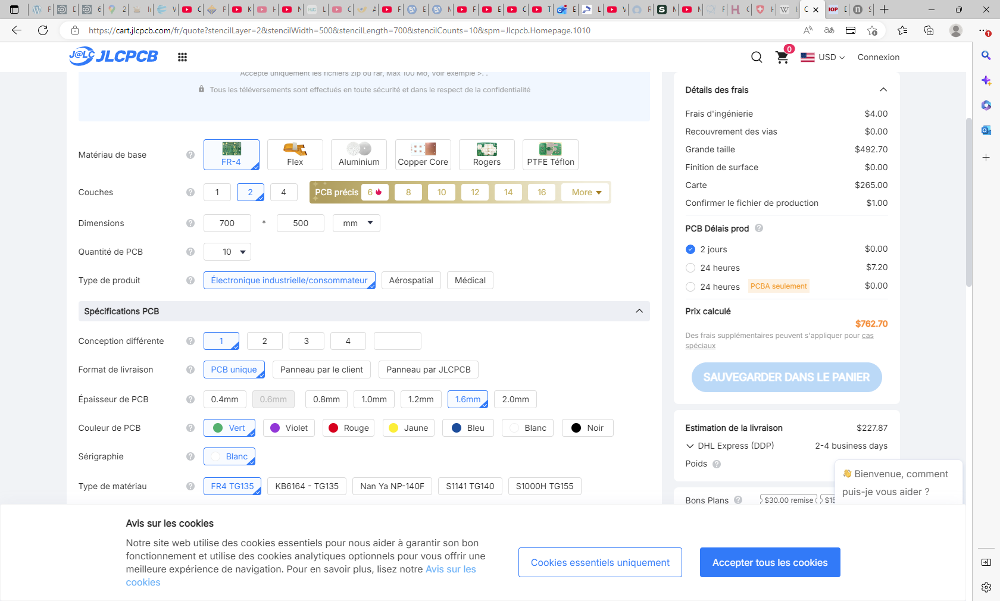 https://cart.jlcpcb.com/fr/quote?stencilLayer=2&stencilWidth=500&stencilLength=700&stencilCounts=10&spm=Jlcpcb.Homepage.1010
J@LC JLCPCB
0
USD
Connexion
Accepte uniquement les fichiers zip ou rar, Max 100 Mo, Voir exemple >. .
Tous les téléversements sont effectués en toute sécurité et dans le respect de la confidentialité
Matériau de base
FR-4
Flex
Aluminium
Copper Core
Rogers
PTFE Téflon
Couches
1
2
4
PCB précis
6
8
10
12
14
16
More
Dimensions
700
*
500
mm
Quantité de PCB
10
Type de produit
Électronique industrielle/consommateur
Aérospatial
Médical
Spécifications PCB
Conception différente
1
2
3
4
Format de livraison
PCB unique
Panneau par le client
Panneau par JLCPCB
Épaisseur de PCB
0.4mm
0.6mm
0.8mm
1.0mm
1.2mm
1.6mm
2.0mm
Couleur de PCB
Vert
Violet
Rouge
Jaune
Bleu
Blanc
Noir
Sérigraphie
Blanc
Type de matériau
FR4 TG135
KB6164 - TG135
Nan Ya NP-140F
S1141 TG140
S1000H TG155
Détails des frais
Frais d'ingénierie $4.00
Recouvrement des vias $0.00
Grande taille $492.70
Finition de surface $0.00
Carte $265.00
Confirmer le fichier de production $1.00
PCB Délais prod
2 jours $0.00
24 heures $7.20
24 heures PCBA seulement $0.00
Prix calculé
$762.70
Des frais supplémentaires peuvent s'appliquer pour cas
spéciaux
SAUVEGARDER DANS LE PANIER
Estimation de la livraison $227.87
DHL Express (DDP) 2-4 business days
Poids
Bons Plans
$30.00 remise
$15
👋 Bienvenue, comment
puis-je vous aider ?
Avis sur les cookies
Notre site web utilise des cookies essentiels pour nous aider à garantir son bon
fonctionnement et utilise des cookies analytiques optionnels pour vous offrir une
meilleure expérience de navigation. Pour en savoir plus, lisez notre Avis sur les
cookies
Cookies essentiels uniquement
Accepter tous les cookies